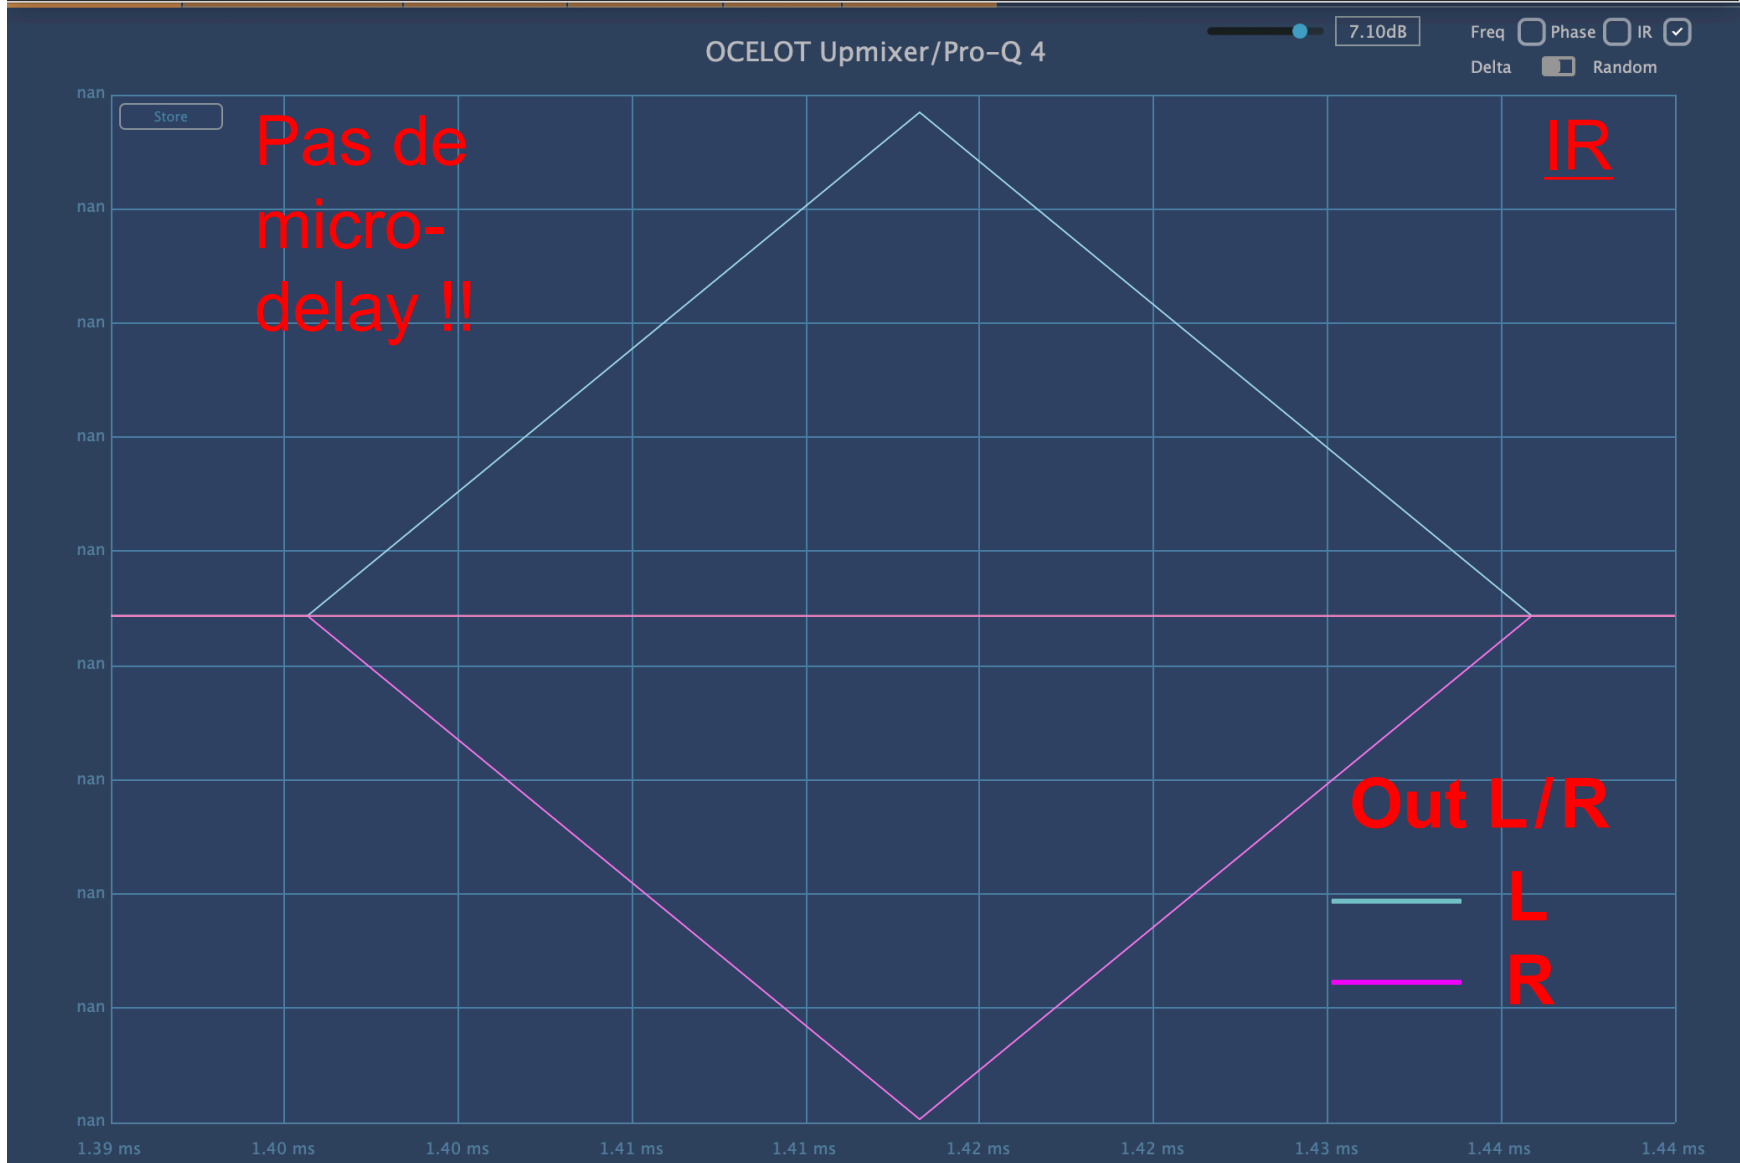 OCELOT Upmixer/Pro-Q 4
7.10dB
Freq Phase IR
Delta Random
Store
Pas de
micro-
delay !!
IR
nan
nan
nan
nan
nan
nan
nan
nan
nan
nan
Out L/R
L
R
1.39 ms 1.40 ms 1.40 ms 1.41 ms 1.41 ms 1.42 ms 1.42 ms 1.43 ms 1.44 ms 1.44 ms